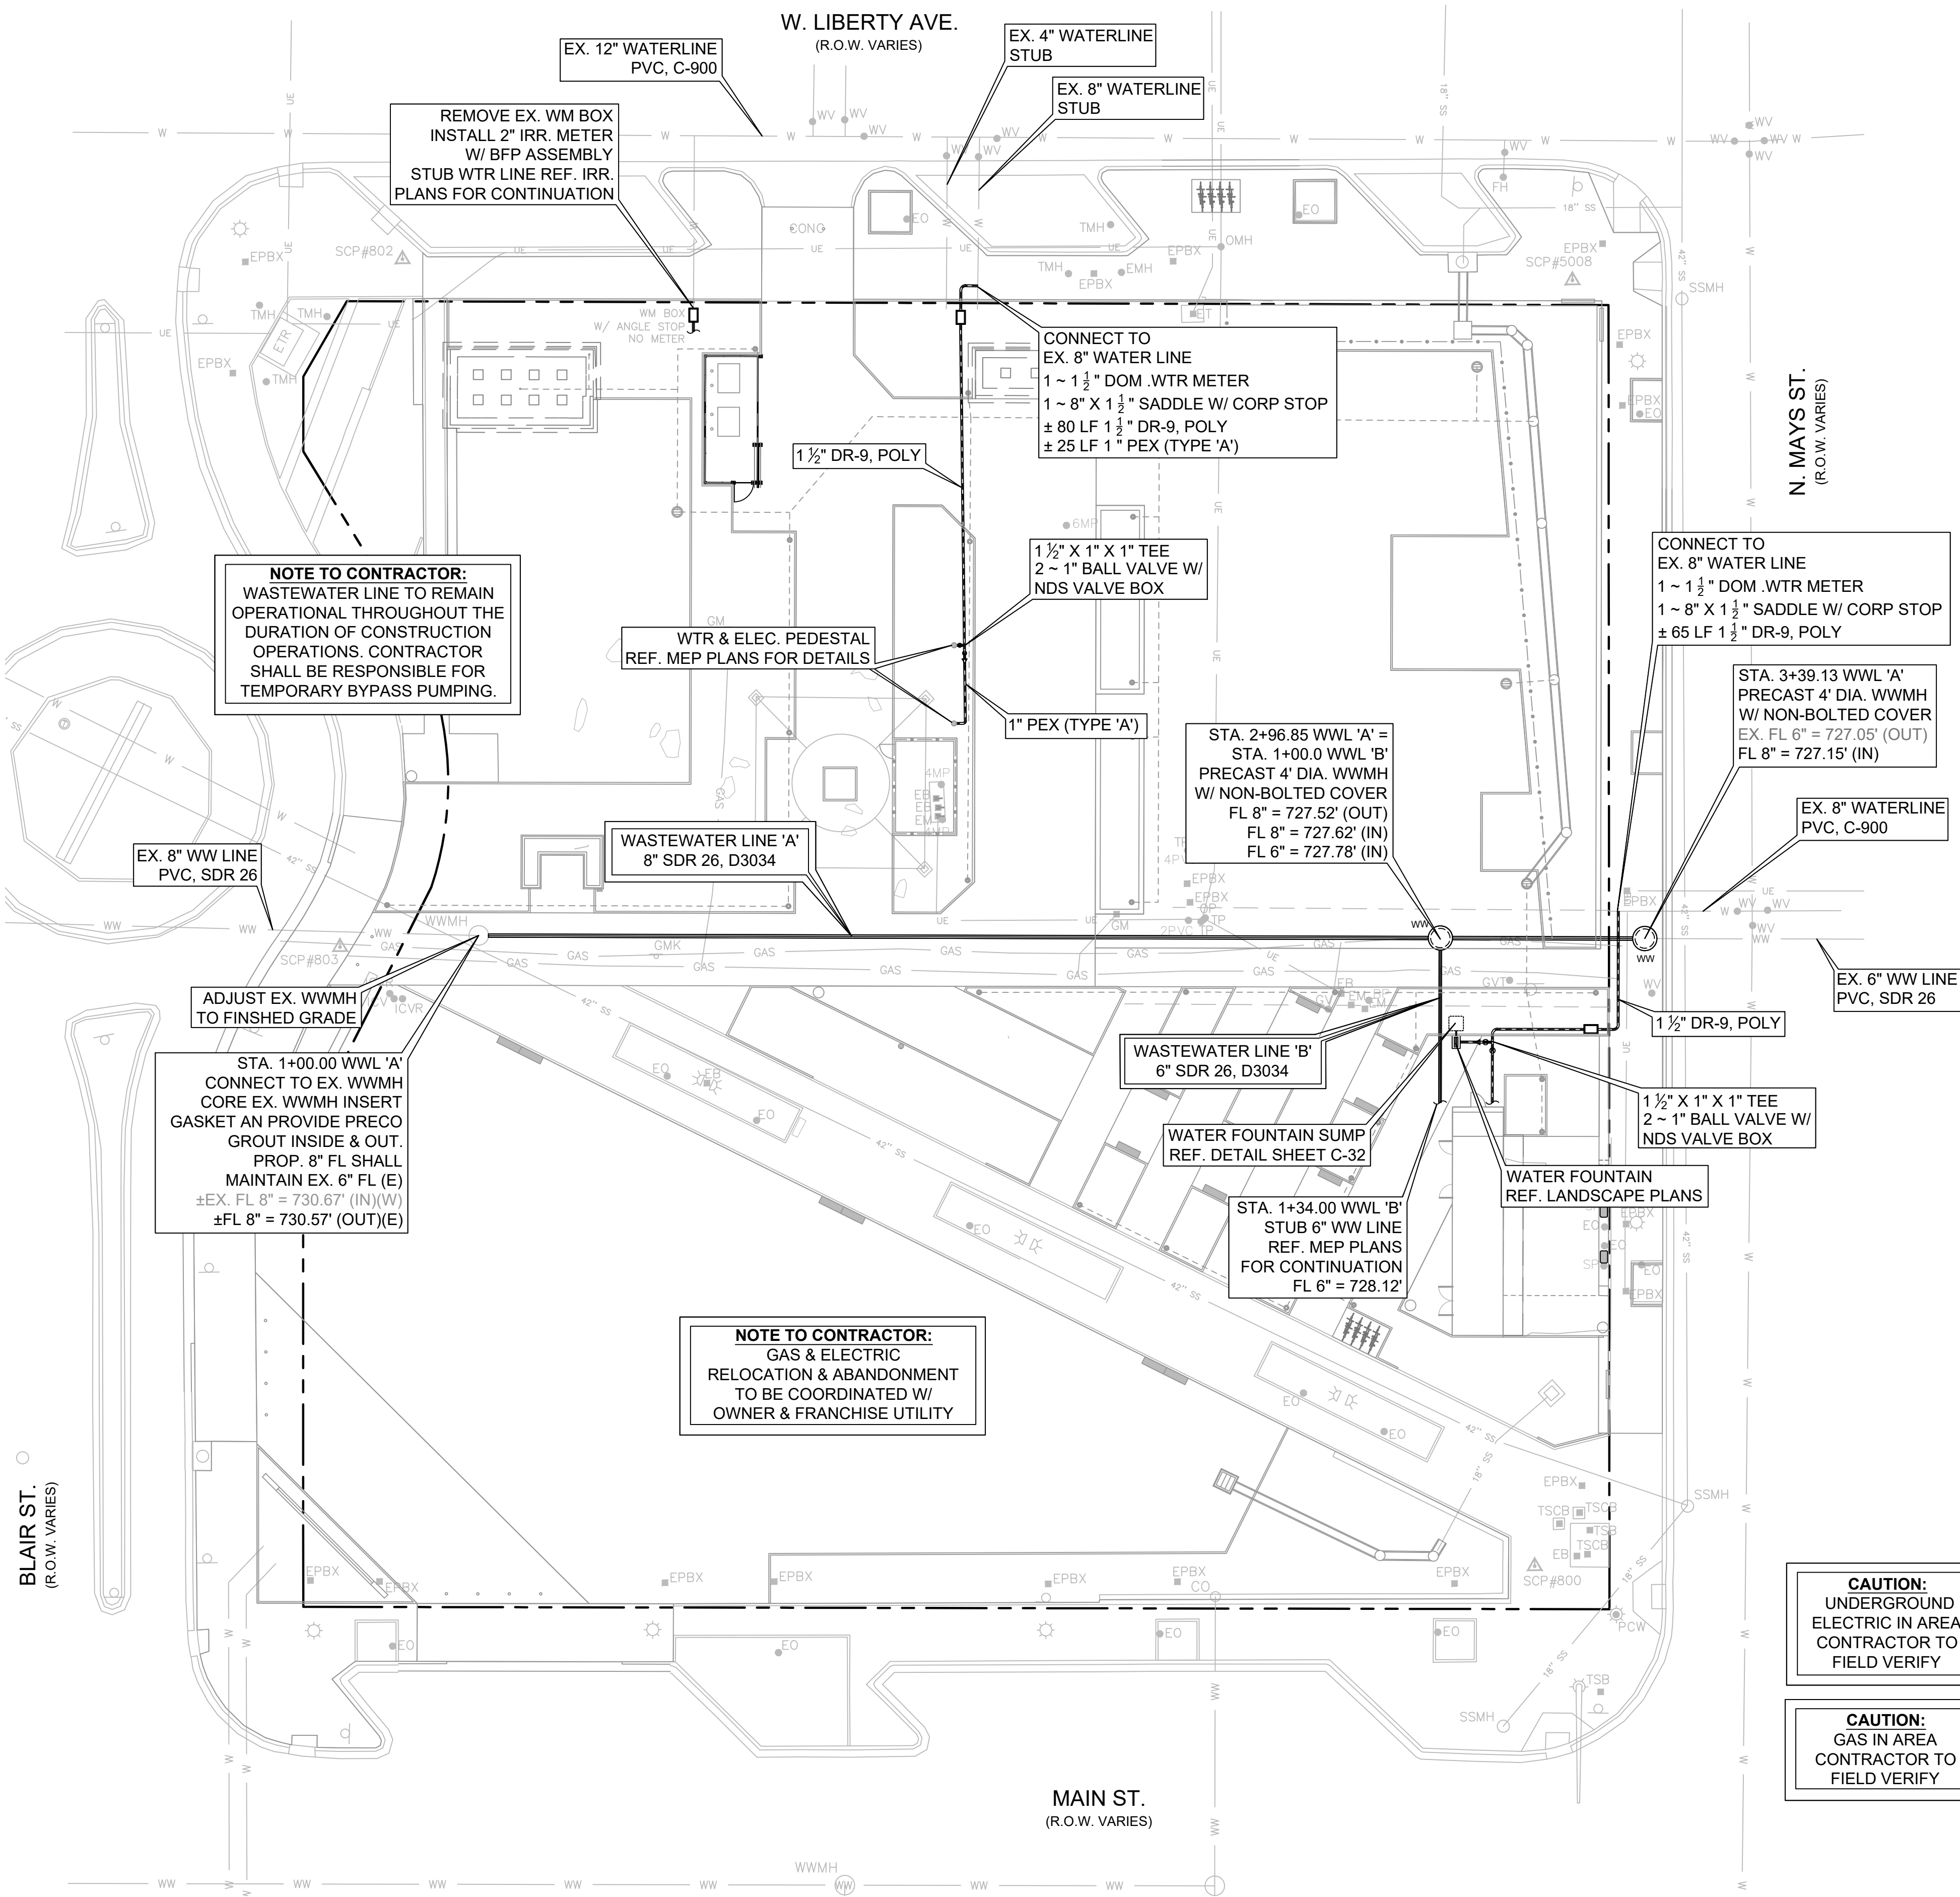 W. LIBERTY AVE.
(R.O.W. VARIES)
EX. 12" WATERLINE
PVC, C-900
EX. 4" WATERLINE
STUB
EX. 8" WATERLINE
STUB
REMOVE EX. WM BOX
INSTALL 2" IRR. METER
W/ BFP ASSEMBLY
STUB WTR LINE REF. IRR.
PLANS FOR CONTINUATION
WM BOX
W/ ANGLE STOP
NO METER
CONNECT TO
EX. 8" WATER LINE
1 ~ 1 1/2" DOM .WTR METER
1 ~ 8" X 1 1/2" SADDLE W/ CORP STOP
± 80 LF 1 1/2" DR-9, POLY
± 25 LF 1" PEX (TYPE 'A')
N. MAYS ST.
(R.O.W. VARIES)
1 ½" DR-9, POLY
1 ½" X 1" X 1" TEE
2 ~ 1" BALL VALVE W/
NDS VALVE BOX
CONNECT TO
EX. 8" WATER LINE
1 ~ 1 1/2" DOM .WTR METER
1 ~ 8" X 1 1/2" SADDLE W/ CORP STOP
± 65 LF 1 1/2" DR-9, POLY
NOTE TO CONTRACTOR:
WASTEWATER LINE TO REMAIN
OPERATIONAL THROUGHOUT THE
DURATION OF CONSTRUCTION
OPERATIONS. CONTRACTOR
SHALL BE RESPONSIBLE FOR
TEMPORARY BYPASS PUMPING.
WTR & ELEC. PEDESTAL
REF. MEP PLANS FOR DETAILS
1" PEX (TYPE 'A')
STA. 3+39.13 WWL 'A'
PRECAST 4' DIA. WWMH
W/ NON-BOLTED COVER
EX. FL 6" = 727.05' (OUT)
FL 8" = 727.15' (IN)
STA. 2+96.85 WWL 'A' =
STA. 1+00.0 WWL 'B'
PRECAST 4' DIA. WWMH
W/ NON-BOLTED COVER
FL 8" = 727.52' (OUT)
FL 8" = 727.62' (IN)
FL 6" = 727.78' (IN)
EX. 8" WATERLINE
PVC, C-900
WASTEWATER LINE 'A'
8" SDR 26, D3034
EX. 8" WW LINE
PVC, SDR 26
EX. 6" WW LINE
PVC, SDR 26
ADJUST EX. WWMH
TO FINSHED GRADE
1 ½" DR-9, POLY
STA. 1+00.00 WWL 'A'
CONNECT TO EX. WWMH
CORE EX. WWMH INSERT
GASKET AN PROVIDE PRECO
GROUT INSIDE & OUT.
PROP. 8" FL SHALL
MAINTAIN EX. 6" FL (E)
±EX. FL 8" = 730.67' (IN)(W)
±FL 8" = 730.57' (OUT)(E)
WASTEWATER LINE 'B'
6" SDR 26, D3034
1 ½" X 1" X 1" TEE
2 ~ 1" BALL VALVE W/
NDS VALVE BOX
WATER FOUNTAIN SUMP
REF. DETAIL SHEET C-32
WATER FOUNTAIN
REF. LANDSCAPE PLANS
STA. 1+34.00 WWL 'B'
STUB 6" WW LINE
REF. MEP PLANS
FOR CONTINUATION
FL 6" = 728.12'
NOTE TO CONTRACTOR:
GAS & ELECTRIC
RELOCATION & ABANDONMENT
TO BE COORDINATED W/
OWNER & FRANCHISE UTILITY
BLAIR ST.
(R.O.W. VARIES)
CAUTION:
UNDERGROUND
ELECTRIC IN AREA
CONTRACTOR TO
FIELD VERIFY
CAUTION:
GAS IN AREA
CONTRACTOR TO
FIELD VERIFY
MAIN ST.
(R.O.W. VARIES)
SCP#802
SCP#5008
SCP#803
SCP#800
WWMH
SSMH
SSMH
SSMH
WWMH